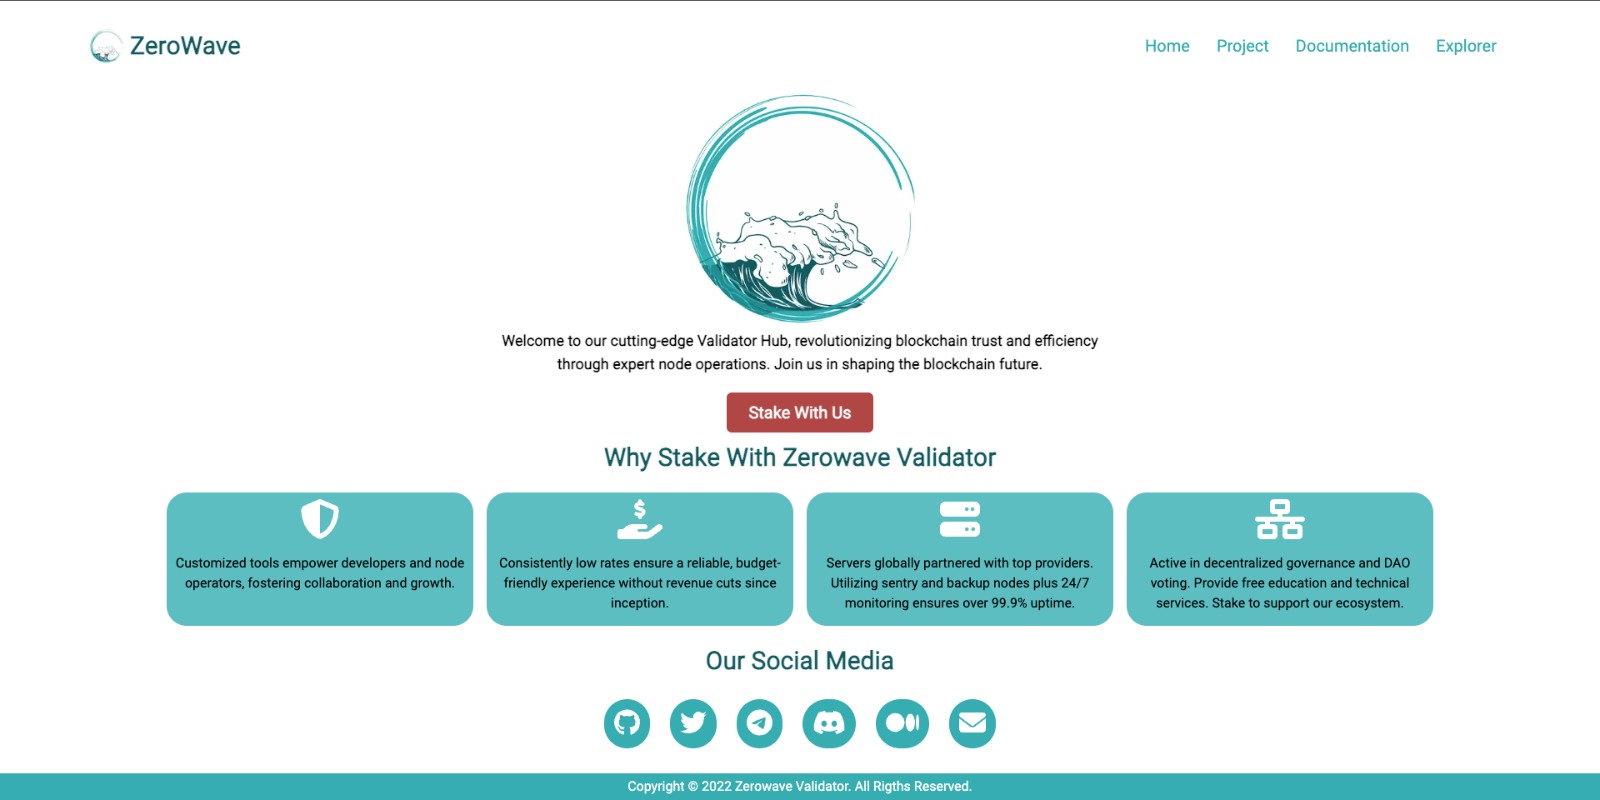 ZeroWave
Home
Project
Documentation
Explorer
Welcome to our cutting-edge Validator Hub, revolutionizing blockchain trust and efficiency
through expert node operations. Join us in shaping the blockchain future.
Stake With Us
Why Stake With Zerowave Validator
Customized tools empower developers and node
operators, fostering collaboration and growth.
Consistently low rates ensure a reliable, budget-
friendly experience without revenue cuts since
inception.
Servers globally partnered with top providers.
Utilizing sentry and backup nodes plus 24/7
monitoring ensures over 99.9% uptime.
Active in decentralized governance and DAO
voting. Provide free education and technical
services. Stake to support our ecosystem.
Our Social Media
Copyright © 2022 Zerowave Validator. All Rigths Reserved.